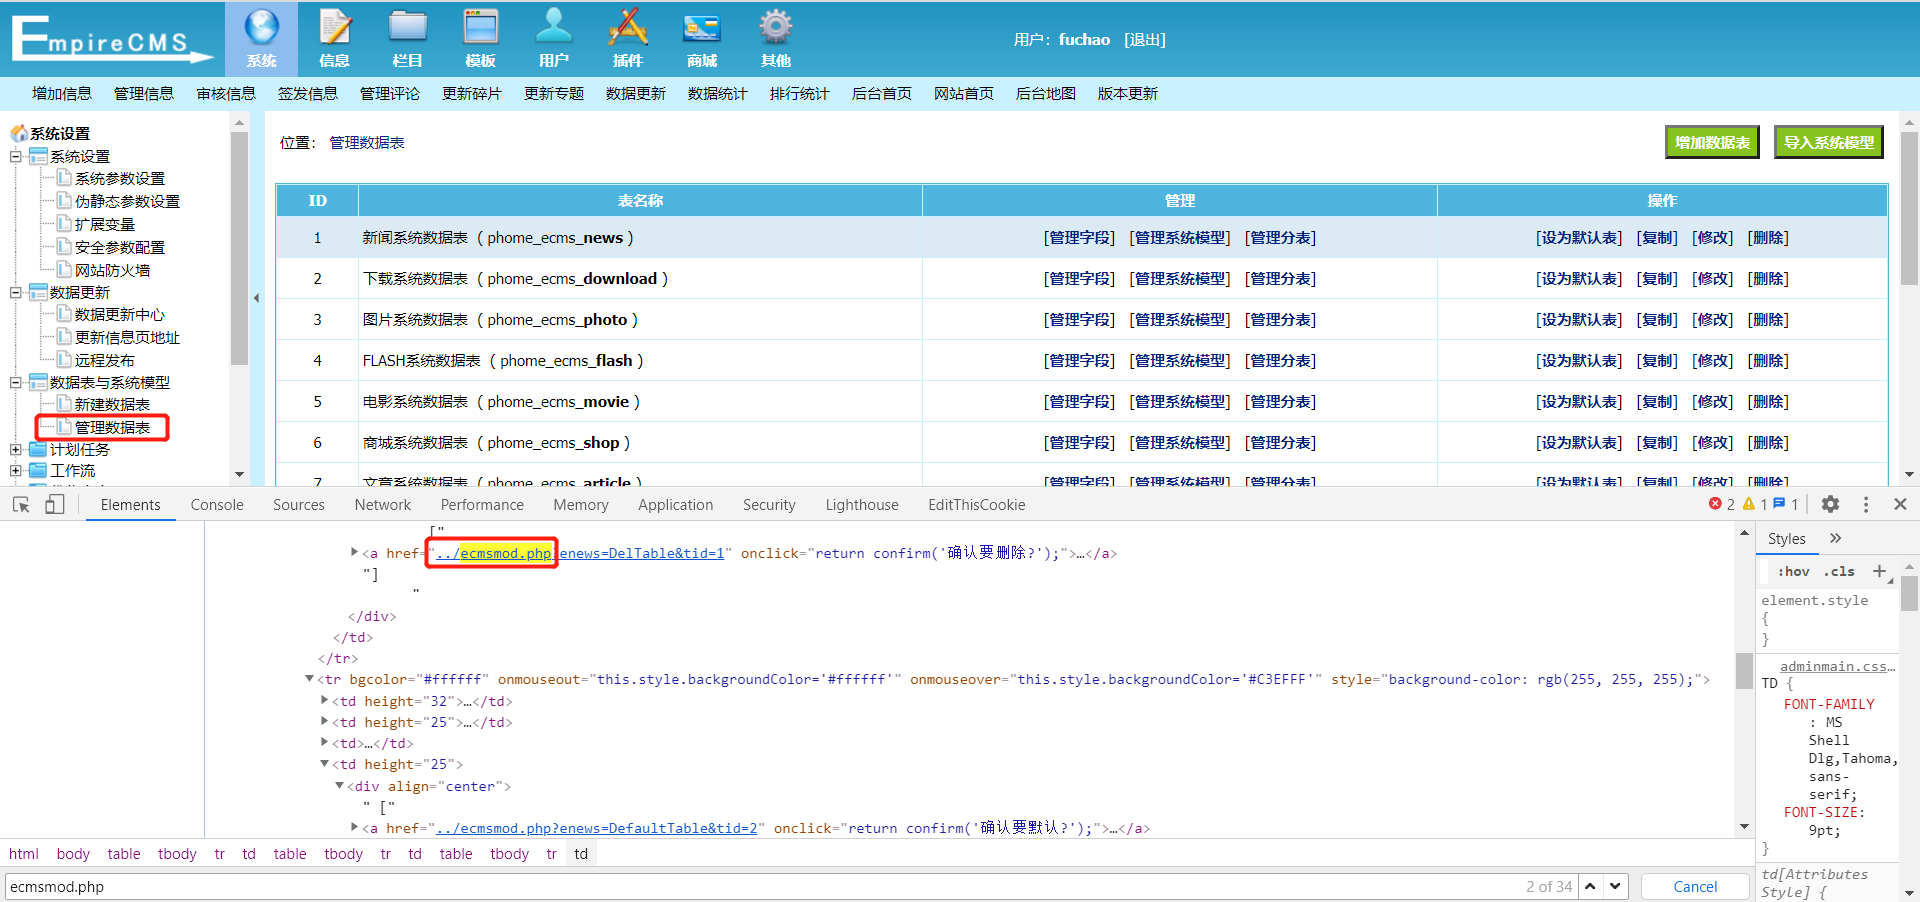 EmpireCMS
系统 信息 栏目 模板 用户 插件 商城 其他
用户：fuchao [退出]
增加信息 管理信息 审核信息 签发信息 管理评论 更新碎片 更新专题 数据更新 数据统计 排行统计 后台首页 网站首页 后台地图 版本更新
系统设置
系统设置
系统参数设置
伪静态参数设置
扩展变量
安全参数配置
网站防火墙
数据更新
数据更新中心
更新信息页地址
远程发布
数据表与系统模型
新建数据表
管理数据表
计划任务
工作流
位置： 管理数据表
增加数据表 导入系统模型
ID 表名称 管理 操作
1 新闻系统数据表 ( phome_ecms_news ) [管理字段] [管理系统模型] [管理分表] [设为默认表] [复制] [修改] [删除]
2 下载系统数据表 ( phome_ecms_download ) [管理字段] [管理系统模型] [管理分表] [设为默认表] [复制] [修改] [删除]
3 图片系统数据表 ( phome_ecms_photo ) [管理字段] [管理系统模型] [管理分表] [设为默认表] [复制] [修改] [删除]
4 FLASH系统数据表 ( phome_ecms_flash ) [管理字段] [管理系统模型] [管理分表] [设为默认表] [复制] [修改] [删除]
5 电影系统数据表 ( phome_ecms_movie ) [管理字段] [管理系统模型] [管理分表] [设为默认表] [复制] [修改] [删除]
6 商城系统数据表 ( phome_ecms_shop ) [管理字段] [管理系统模型] [管理分表] [设为默认表] [复制] [修改] [删除]
7 文章系统数据表 ( phome_ecms_article ) [管理字段] [管理系统模型] [管理分表] [设为默认表] [复制] [修改] [删除]
Elements Console Sources Network Performance Memory Application Security Lighthouse EditThisCookie 2 1 1
["
<a href="../ecmsmod.php?enews=DelTable&tid=1" onclick="return confirm('确认要删除?');">…</a>
"]
"
</div>
</td>
</tr>
<tr bgcolor="#ffffff" onmouseout="this.style.backgroundColor='#ffffff'" onmouseover="this.style.backgroundColor='#C3EFFF'" style="background-color: rgb(255, 255, 255);">
<td height="32">…</td>
<td height="25">…</td>
<td>…</td>
<td height="25">
<div align="center">
" ["
<a href="../ecmsmod.php?enews=DefaultTable&tid=2" onclick="return confirm('确认要默认?');">…</a>
html body table tbody tr td table tbody tr td table tbody tr td
ecmsmod.php 2 of 34 Cancel
Styles »
:hov .cls +
element.style
{
}
adminmain.css…
TD {
FONT-FAMILY
: MS
Shell
Dlg,Tahoma,
sans-
serif;
FONT-SIZE:
9pt;
}
td[Attributes
Style] {